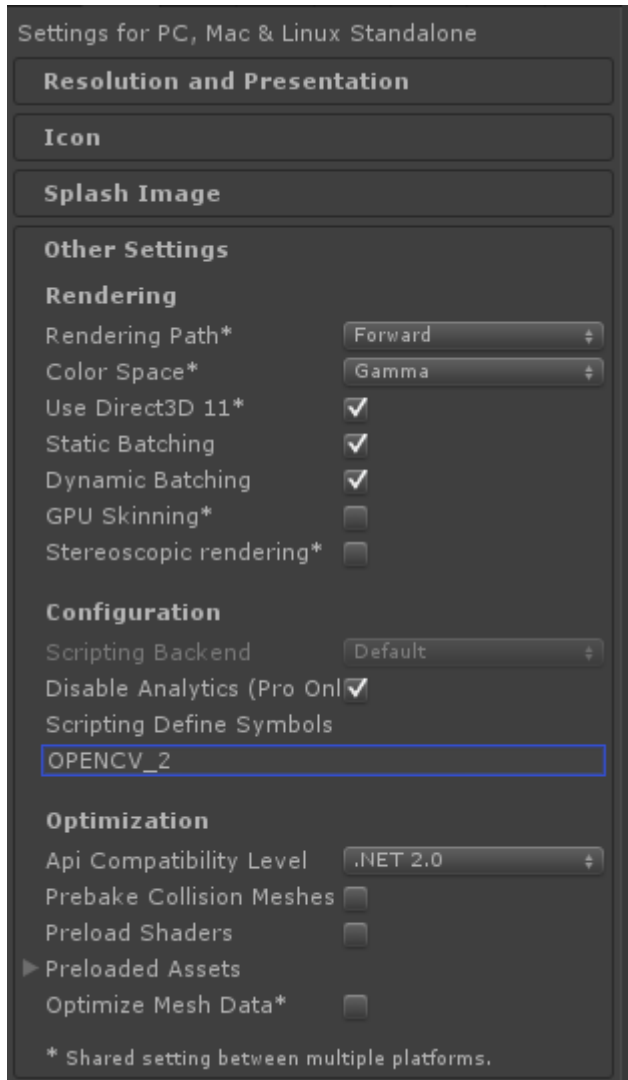 Settings for PC, Mac & Linux Standalone
Resolution and Presentation
Icon
Splash Image
Other Settings
Rendering
Rendering Path* Forward
Color Space* Gamma
Use Direct3D 11*
Static Batching
Dynamic Batching
GPU Skinning*
Stereoscopic rendering*
Configuration
Scripting Backend Default
Disable Analytics (Pro Onl
Scripting Define Symbols
OPENCV_2
Optimization
Api Compatibility Level .NET 2.0
Prebake Collision Meshes
Preload Shaders
Preloaded Assets
Optimize Mesh Data*
* Shared setting between multiple platforms.